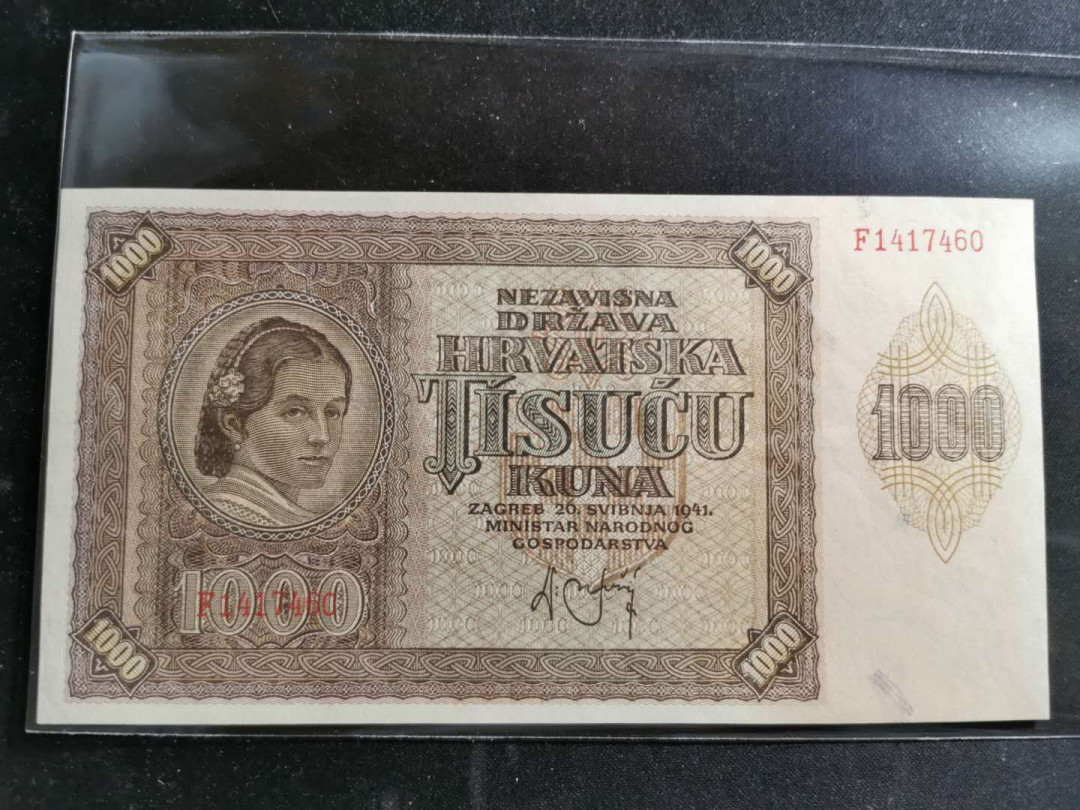 1000
1000
F1417460
NEZAVISNA
DRŽAVA
HRVATSKA
TISUĆU
KUNA
1000
ZAGREB 26. SVIBNJA 1941.
MINISTAR NARODNOG
GOSPODARSTVA
1000
F1417460
1000
1000